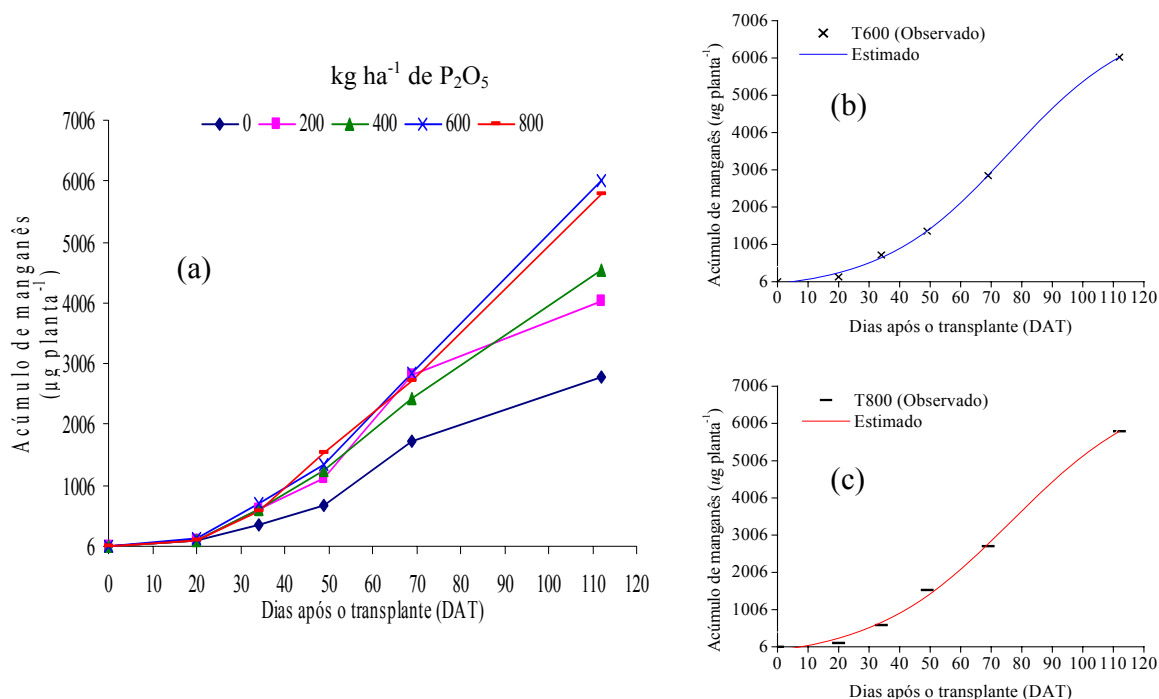 kg ha-1 de P2O5
0 200 400 600 800
7006
6006
5006
4006
3006
2006
1006
6
Acúmulo de manganês
(µg planta-1)
(a)
0 10 20 30 40 50 60 70 80 90 100 110 120
Dias após o transplante (DAT)
T600 (Observado)
Estimado
(b)
7006
6006
5006
4006
3006
2006
1006
6
Acúmulo de manganês (ug planta-1)
0 10 20 30 40 50 60 70 80 90 100 110 120
Dias após o transplante (DAT)
T800 (Observado)
Estimado
(c)
7006
6006
5006
4006
3006
2006
1006
6
Acúmulo de manganês (ug planta-1)
0 10 20 30 40 50 60 70 80 90 100 110 120
Dias após o transplante (DAT)